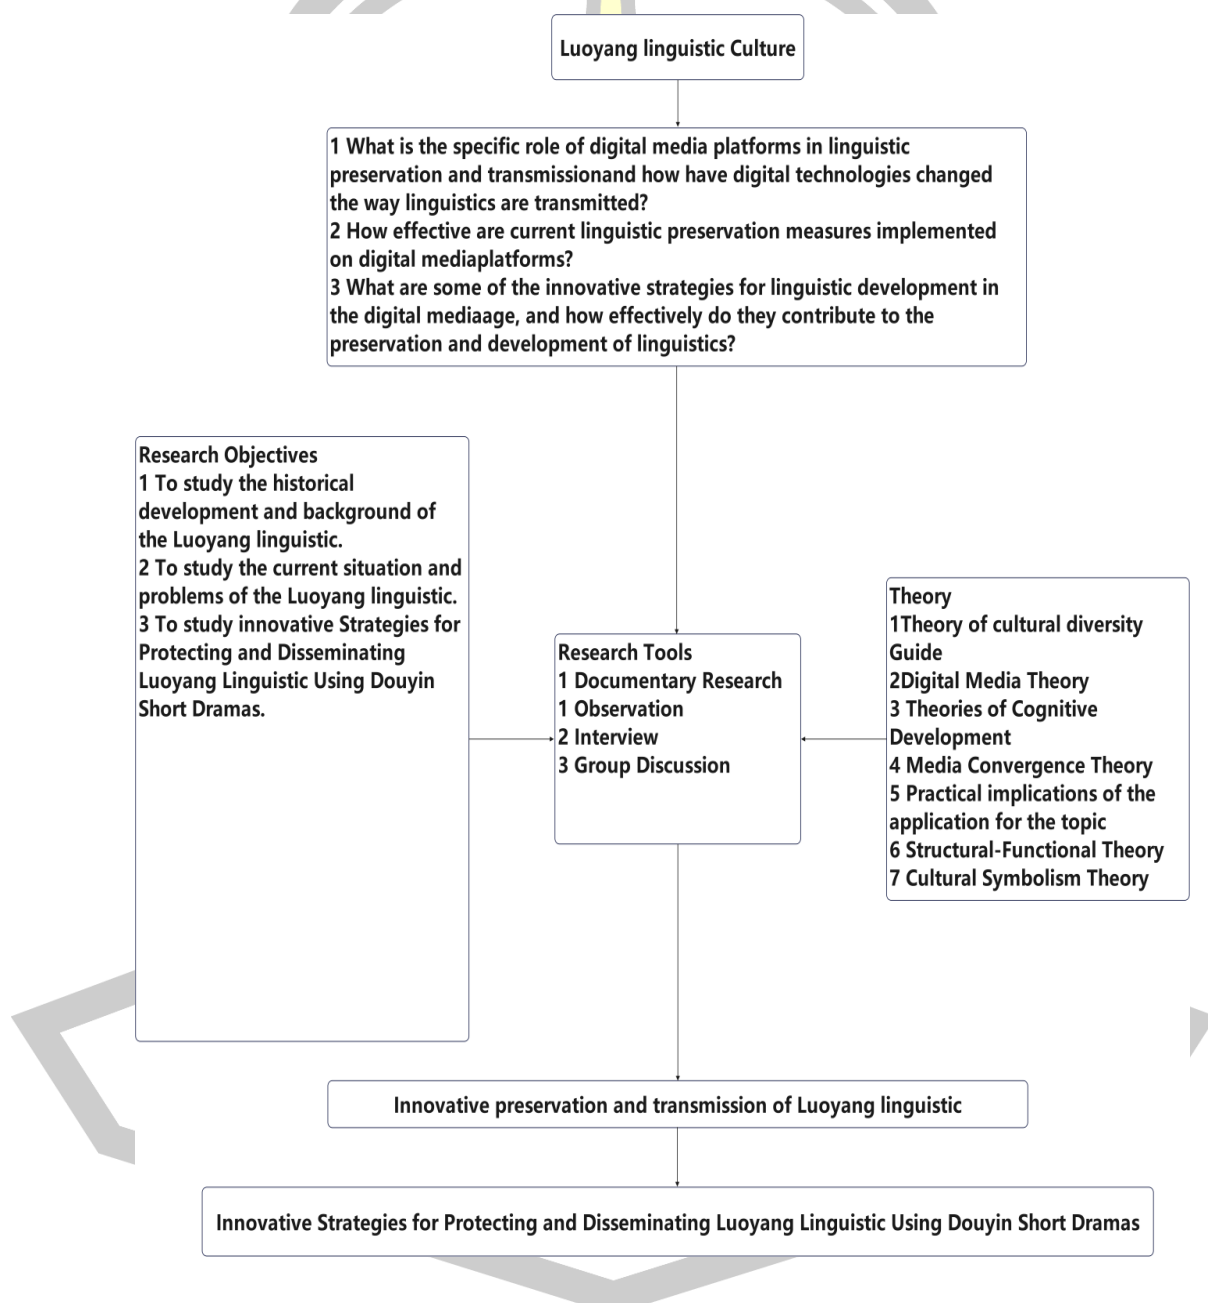 Luoyang linguistic Culture
1 What is the specific role of digital media platforms in linguistic
preservation and transmissionand how have digital technologies changed
the way linguistics are transmitted?
2 How effective are current linguistic preservation measures implemented
on digital mediaplatforms?
3 What are some of the innovative strategies for linguistic development in
the digital mediaage, and how effectively do they contribute to the
preservation and development of linguistics?
Research Objectives
1 To study the historical
development and background of
the Luoyang linguistic.
2 To study the current situation and
problems of the Luoyang linguistic.
3 To study innovative Strategies for
Protecting and Disseminating
Luoyang Linguistic Using Douyin
Short Dramas.
Research Tools
1 Documentary Research
1 Observation
2 Interview
3 Group Discussion
Theory
1Theory of cultural diversity
Guide
2Digital Media Theory
3 Theories of Cognitive
Development
4 Media Convergence Theory
5 Practical implications of the
application for the topic
6 Structural-Functional Theory
7 Cultural Symbolism Theory
Innovative preservation and transmission of Luoyang linguistic
Innovative Strategies for Protecting and Disseminating Luoyang Linguistic Using Douyin Short Dramas